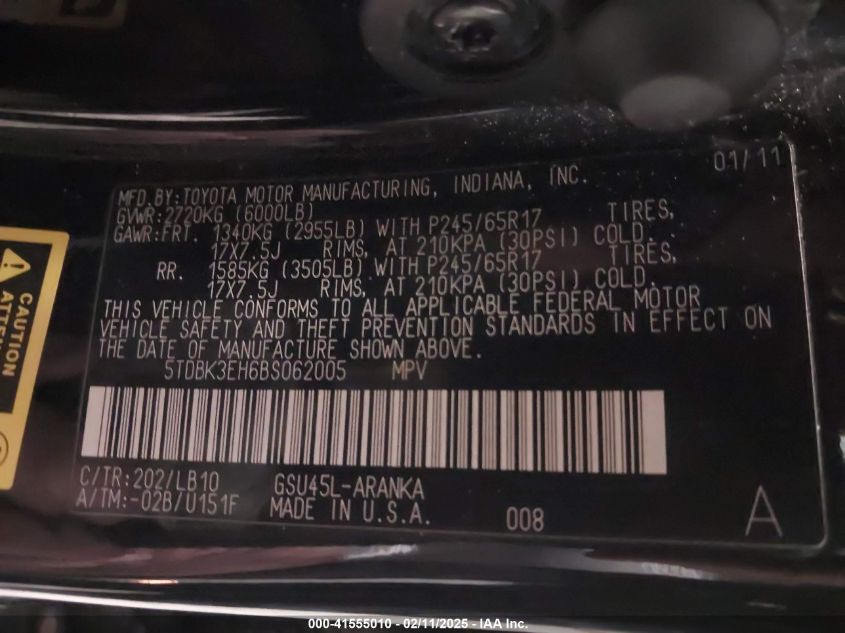 01/11
MFD.BY:TOYOTA MOTOR MANUFACTURING, INDIANA, INC.
GVWR:2720KG (6000LB)
GAWR:FRT. 1340KG (2955LB) WITH P245/65R17 TIRES,
17X7.5J RIMS, AT 210KPA (30PSI) COLD.
RR. 1585KG (3505LB) WITH P245/65R17 TIRES,
17X7.5J RIMS, AT 210KPA (30PSI) COLD.
THIS VEHICLE CONFORMS TO ALL APPLICABLE FEDERAL MOTOR
VEHICLE SAFETY AND THEFT PREVENTION STANDARDS IN EFFECT ON
THE DATE OF MANUFACTURE SHOWN ABOVE.
5TDBK3EH6BS062005 MPV
C/TR:202/LB10 GSU45L-ARANKA
A/TM:-02B/U151F MADE IN U.S.A. 008 A
CAUTION
000-41555010 - 02/11/2025 - IAA Inc.